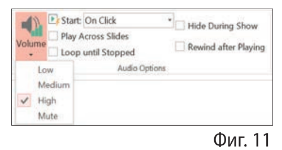 Volume
Start: On Click
Play Across Slides
Loop until Stopped
Hide During Show
Rewind after Playing
Audio Options
Low
Medium
High
Mute
Фиг. 11